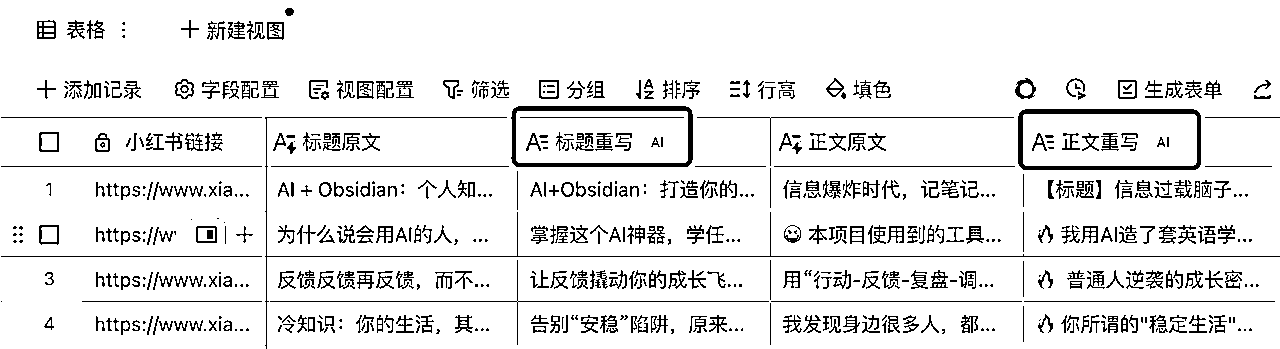 表格 ⋮ + 新建视图
+ 添加记录 字段配置 视图配置 筛选 分组 排序 行高 填色 生成表单
小红书链接 标题原文 标题重写 AI 正文原文 正文重写 AI
1 https://www.xia... AI + Obsidian：个人知... AI+Obsidian：打造你的... 信息爆炸时代，记笔记... 【标题】信息过载脑子...
https://w 为什么说会用AI的人，... 掌握这个AI神器，学任... 😀 本项目使用到的工具... 🔥 我用AI造了套英语学...
3 https://www.xia... 反馈反馈再反馈，而不... 让反馈撬动你的成长飞... 用“行动-反馈-复盘-调... 🔥 普通人逆袭的成长密...
4 https://www.xia... 冷知识：你的生活，其... 告别“安稳”陷阱，原来... 我发现身边很多人，都... 🔥 你所谓的"稳定生活"...